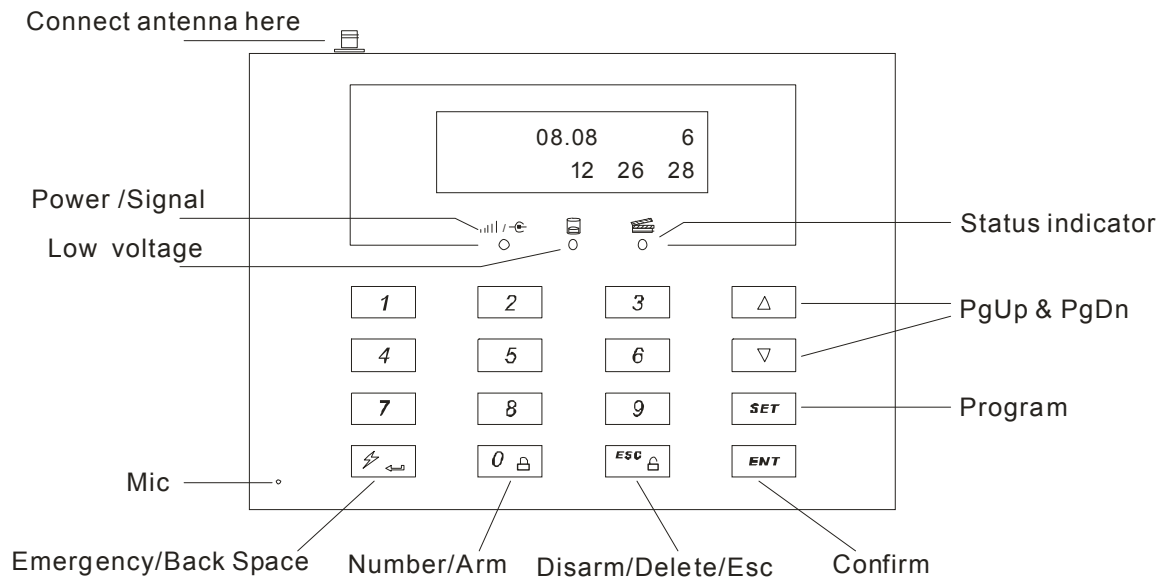 Connect antenna here
08.08 6
12 26 28
Power /Signal
Low voltage
Status indicator
1 2 3
PgUp & PgDn
4 5 6
7 8 9 SET
Program
0 ESC ENT
Mic
Emergency/Back Space
Number/Arm
Disarm/Delete/Esc
Confirm